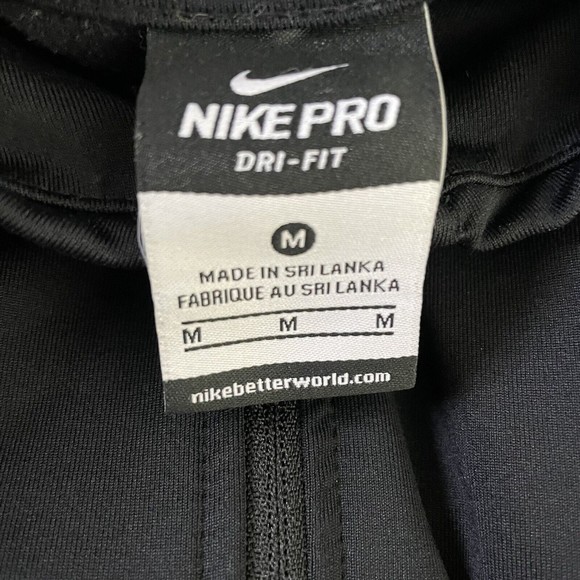 NIKE PRO
DRI-FIT
M
MADE IN SRI LANKA
FABRIQUE AU SRI LANKA
M M M
nikebetterworld.com